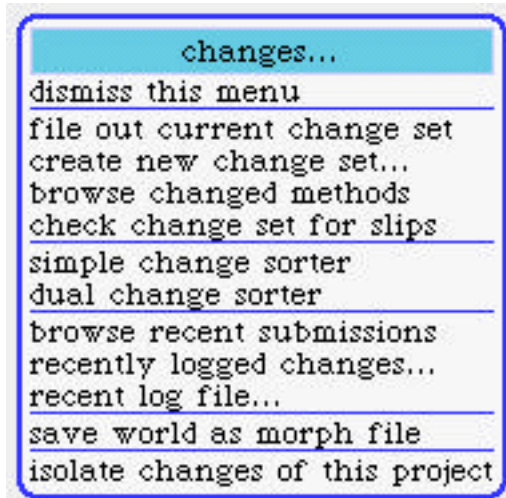 changes...
dismiss this menu
file out current change set
create new change set...
browse changed methods
check change set for slips
simple change sorter
dual change sorter
browse recent submissions
recently logged changes...
recent log file...
save world as morph file
isolate changes of this project